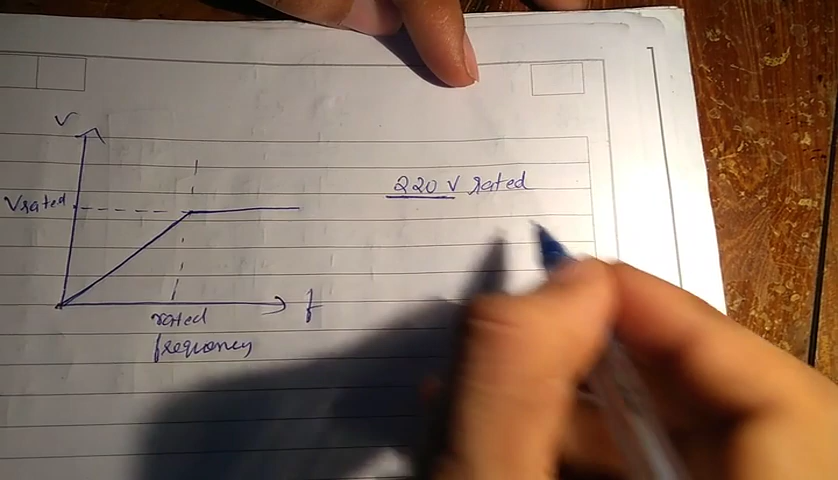 V
Vrated
220 V rated
f
rated
frequency